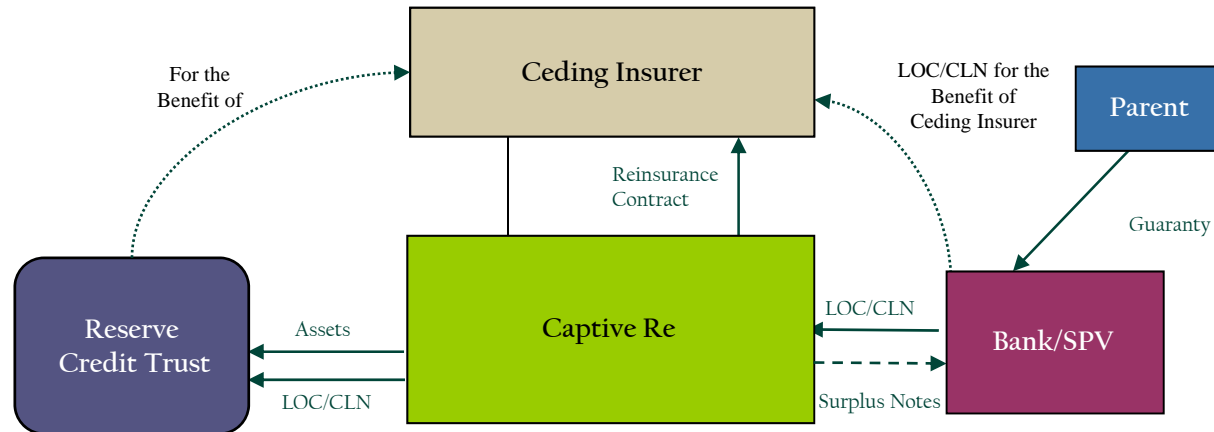 Ceding Insurer
For the
Benefit of
LOC/CLN for the
Benefit of
Ceding Insurer
Parent
Reinsurance
Contract
Guaranty
Reserve
Credit Trust
Assets
LOC/CLN
Captive Re
LOC/CLN
Surplus Notes
Bank/SPV